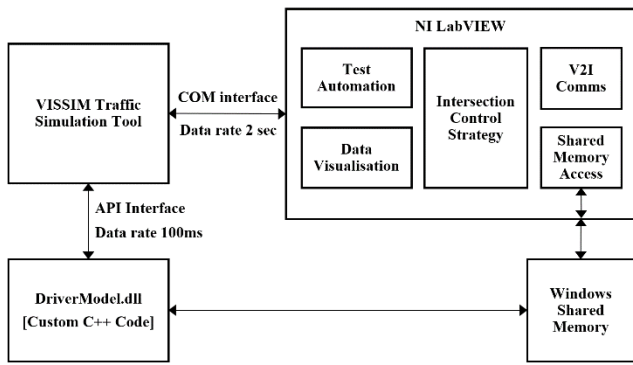 NI LabVIEW
VISSIM Traffic
Simulation Tool
COM interface
Data rate 2 sec
Test
Automation
Data
Visualisation
Intersection
Control
Strategy
V2I
Comms
Shared
Memory
Access
API Interface
Data rate 100ms
DriverModel.dll
[Custom C++ Code]
Windows
Shared
Memory